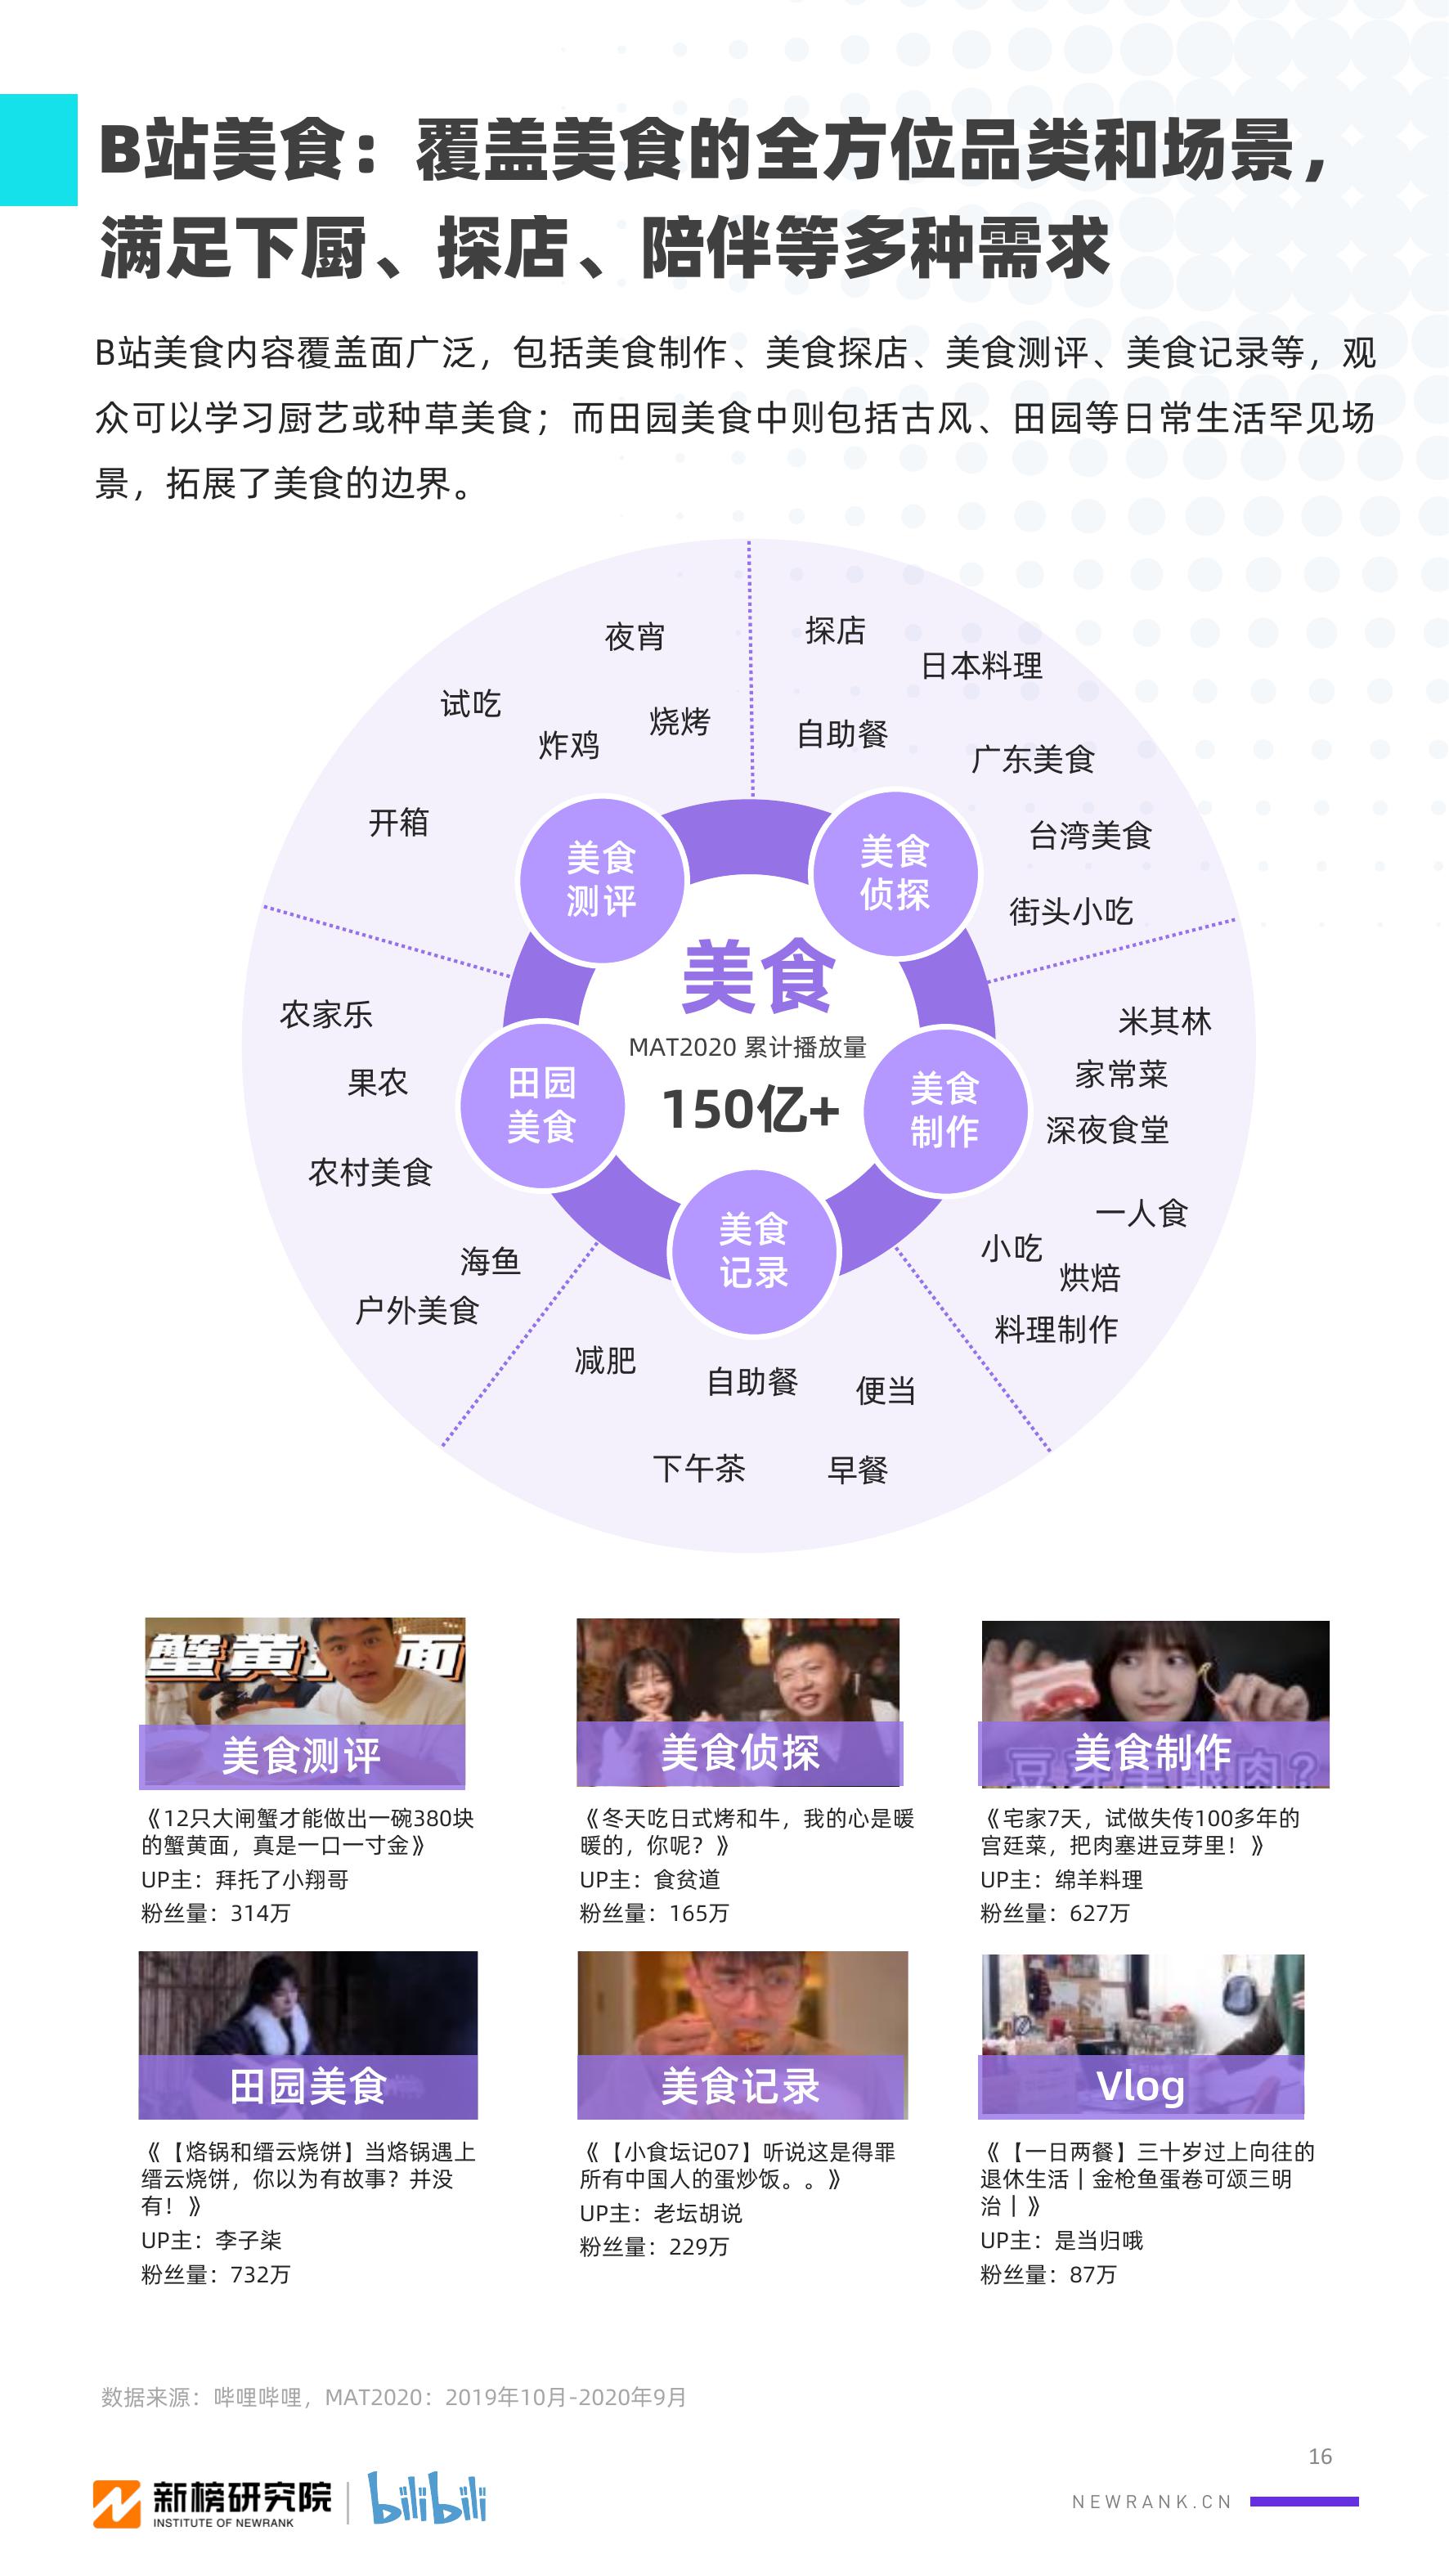 B站美食：覆盖美食的全方位品类和场景，
满足下厨、探店、陪伴等多种需求
B站美食内容覆盖面广泛，包括美食制作、美食探店、美食测评、美食记录等，观
众可以学习厨艺或种草美食；而田园美食中则包括古风、田园等日常生活罕见场
景，拓展了美食的边界。
夜宵
试吃
炸鸡
烧烤
开箱
美食
测评
探店
日本料理
自助餐
广东美食
台湾美食
街头小吃
美食
侦探
美食
MAT2020 累计播放量
150亿+
农家乐
果农
农村美食
海鱼
户外美食
田园
美食
米其林
家常菜
深夜食堂
一人食
小吃
烘焙
料理制作
美食
制作
美食
记录
减肥
自助餐
便当
下午茶
早餐
蟹黄 面
美食测评
《12只大闸蟹才能做出一碗380块
的蟹黄面，真是一口一寸金》
UP主：拜托了小翔哥
粉丝量：314万
美食侦探
《冬天吃日式烤和牛，我的心是暖
暖的，你呢？》
UP主：食贫道
粉丝量：165万
美食制作
《宅家7天，试做失传100多年的
宫廷菜，把肉塞进豆芽里！》
UP主：绵羊料理
粉丝量：627万
田园美食
《【烙锅和缙云烧饼】当烙锅遇上
缙云烧饼，你以为有故事？并没
有！》
UP主：李子柒
粉丝量：732万
美食记录
《【小食坛记07】听说这是得罪
所有中国人的蛋炒饭。。》
UP主：老坛胡说
粉丝量：229万
Vlog
《【一日两餐】三十岁过上向往的
退休生活｜金枪鱼蛋卷可颂三明
治｜》
UP主：是当归哦
粉丝量：87万
数据来源：哔哩哔哩，MAT2020：2019年10月-2020年9月
16
新榜研究院
INSTITUTE OF NEWRANK
bilibili
NEWRANK.CN